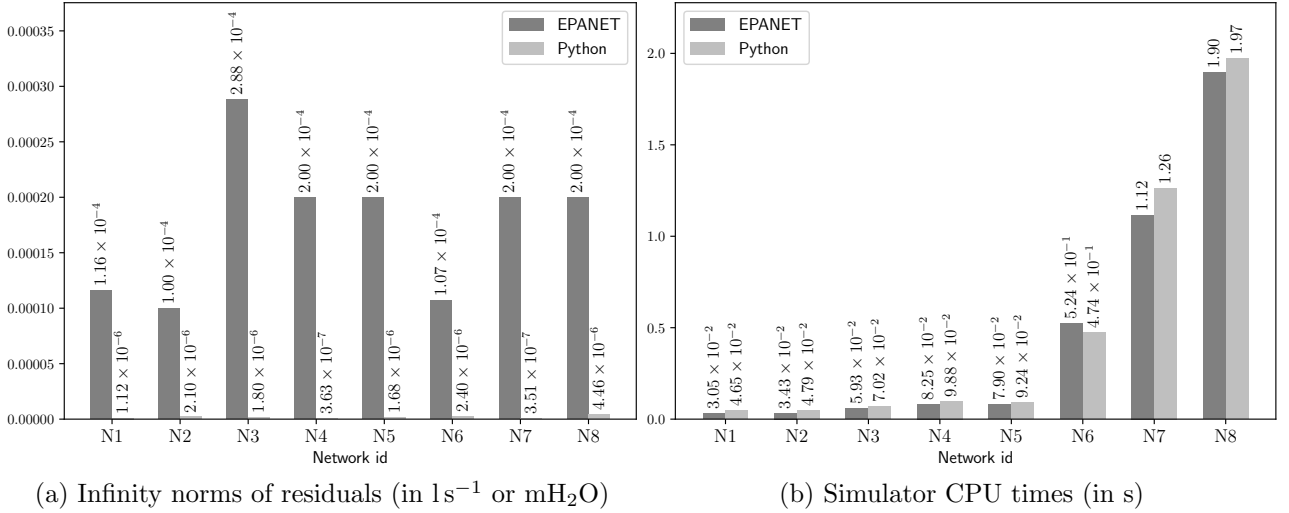 0.00035
0.00030
0.00025
0.00020
0.00015
0.00010
0.00005
0.00000
EPANET
Python
1.16 × 10⁻⁴
1.12 × 10⁻⁶
1.00 × 10⁻⁴
2.10 × 10⁻⁶
2.88 × 10⁻⁴
1.80 × 10⁻⁶
2.00 × 10⁻⁴
3.63 × 10⁻⁷
2.00 × 10⁻⁴
1.68 × 10⁻⁶
1.07 × 10⁻⁴
2.40 × 10⁻⁶
2.00 × 10⁻⁴
3.51 × 10⁻⁷
2.00 × 10⁻⁴
4.46 × 10⁻⁶
N1 N2 N3 N4 N5 N6 N7 N8
Network id
(a) Infinity norms of residuals (in l s⁻¹ or mH₂O)
2.0
1.5
1.0
0.5
0.0
EPANET
Python
3.05 × 10⁻²
4.65 × 10⁻²
3.43 × 10⁻²
4.79 × 10⁻²
5.93 × 10⁻²
7.02 × 10⁻²
8.25 × 10⁻²
9.88 × 10⁻²
7.90 × 10⁻²
9.24 × 10⁻²
5.24 × 10⁻¹
4.74 × 10⁻¹
1.12
1.26
1.90
1.97
N1 N2 N3 N4 N5 N6 N7 N8
Network id
(b) Simulator CPU times (in s)